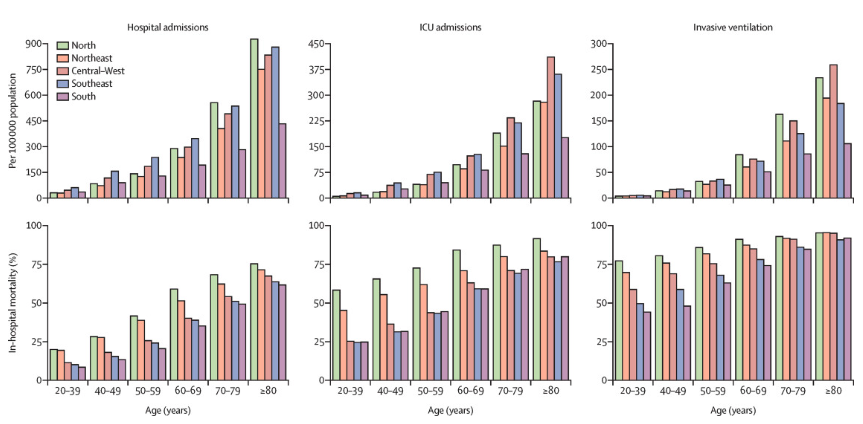 Hospital admissions
ICU admissions
Invasive ventilation
Per 100 000 population
900
750
600
450
300
150
0
North
Northeast
Central–West
Southeast
South
450
375
300
225
150
75
0
300
250
200
150
100
50
0
In-hospital mortality (%)
100
75
50
25
0
20–39 40–49 50–59 60–69 70–79 ≥80
Age (years)
100
75
50
25
0
20–39 40–49 50–59 60–69 70–79 ≥80
Age (years)
100
75
50
25
0
20–39 40–49 50–59 60–69 70–79 ≥80
Age (years)